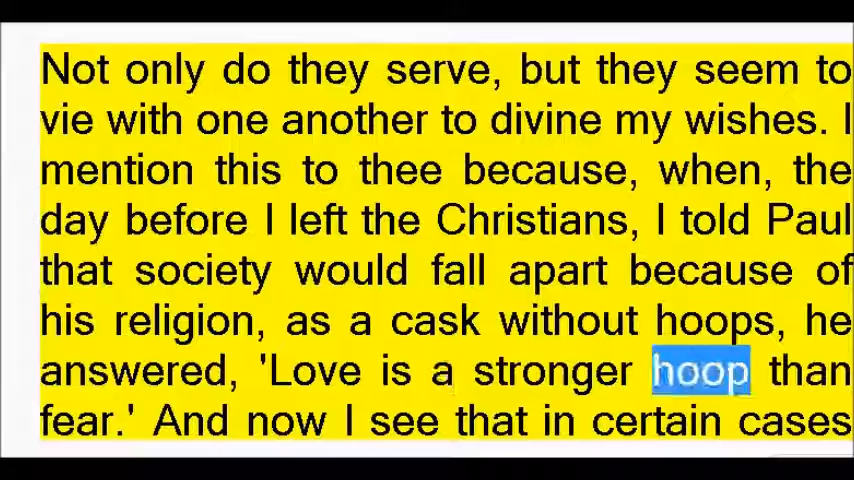 Not only do they serve, but they seem to
vie with one another to divine my wishes. I
mention this to thee because, when, the
day before I left the Christians, I told Paul
that society would fall apart because of
his religion, as a cask without hoops, he
answered, 'Love is a stronger hoop than
fear.' And now I see that in certain cases